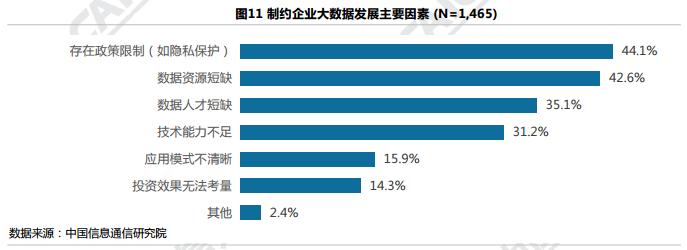 图11 制约企业大数据发展主要因素 (N=1,465)
存在政策限制（如隐私保护） 44.1%
数据资源短缺 42.6%
数据人才短缺 35.1%
技术能力不足 31.2%
应用模式不清晰 15.9%
投资效果无法考量 14.3%
其他 2.4%
数据来源：中国信息通信研究院